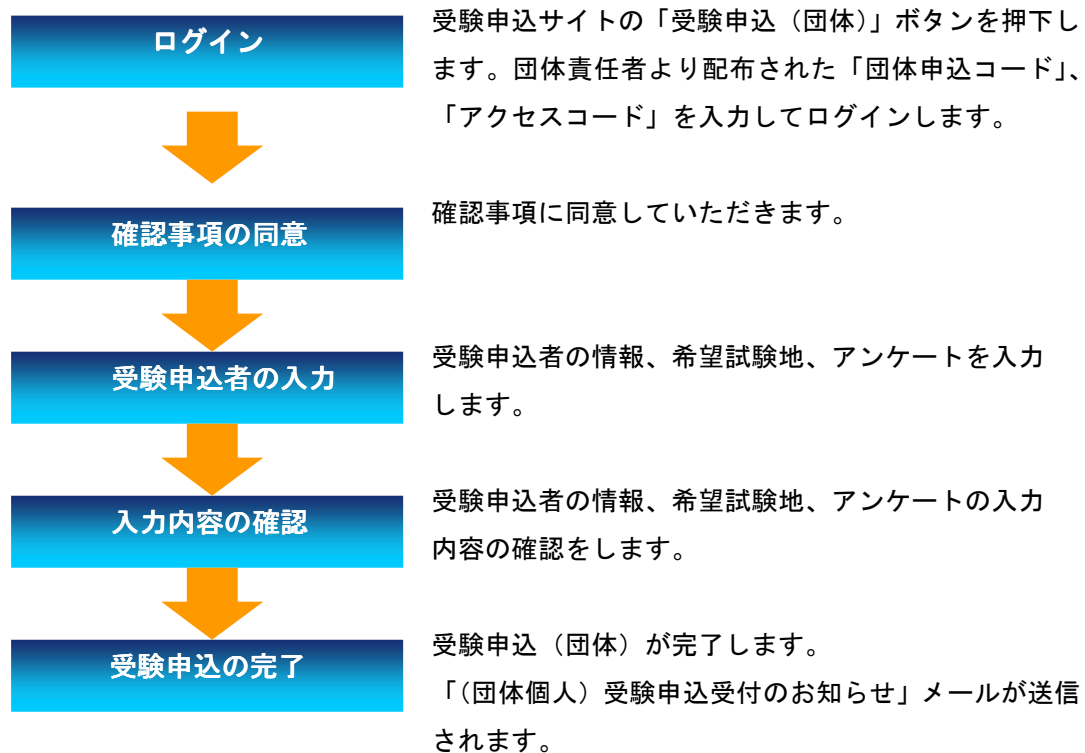 ログイン
受験申込サイトの「受験申込（団体）」ボタンを押下し
ます。団体責任者より配布された「団体申込コード」、
「アクセスコード」を入力してログインします。
確認事項の同意
確認事項に同意していただきます。
受験申込者の入力
受験申込者の情報、希望試験地、アンケートを入力
します。
入力内容の確認
受験申込者の情報、希望試験地、アンケートの入力
内容の確認をします。
受験申込の完了
受験申込（団体）が完了します。
「（団体個人）受験申込受付のお知らせ」メールが送信
されます。